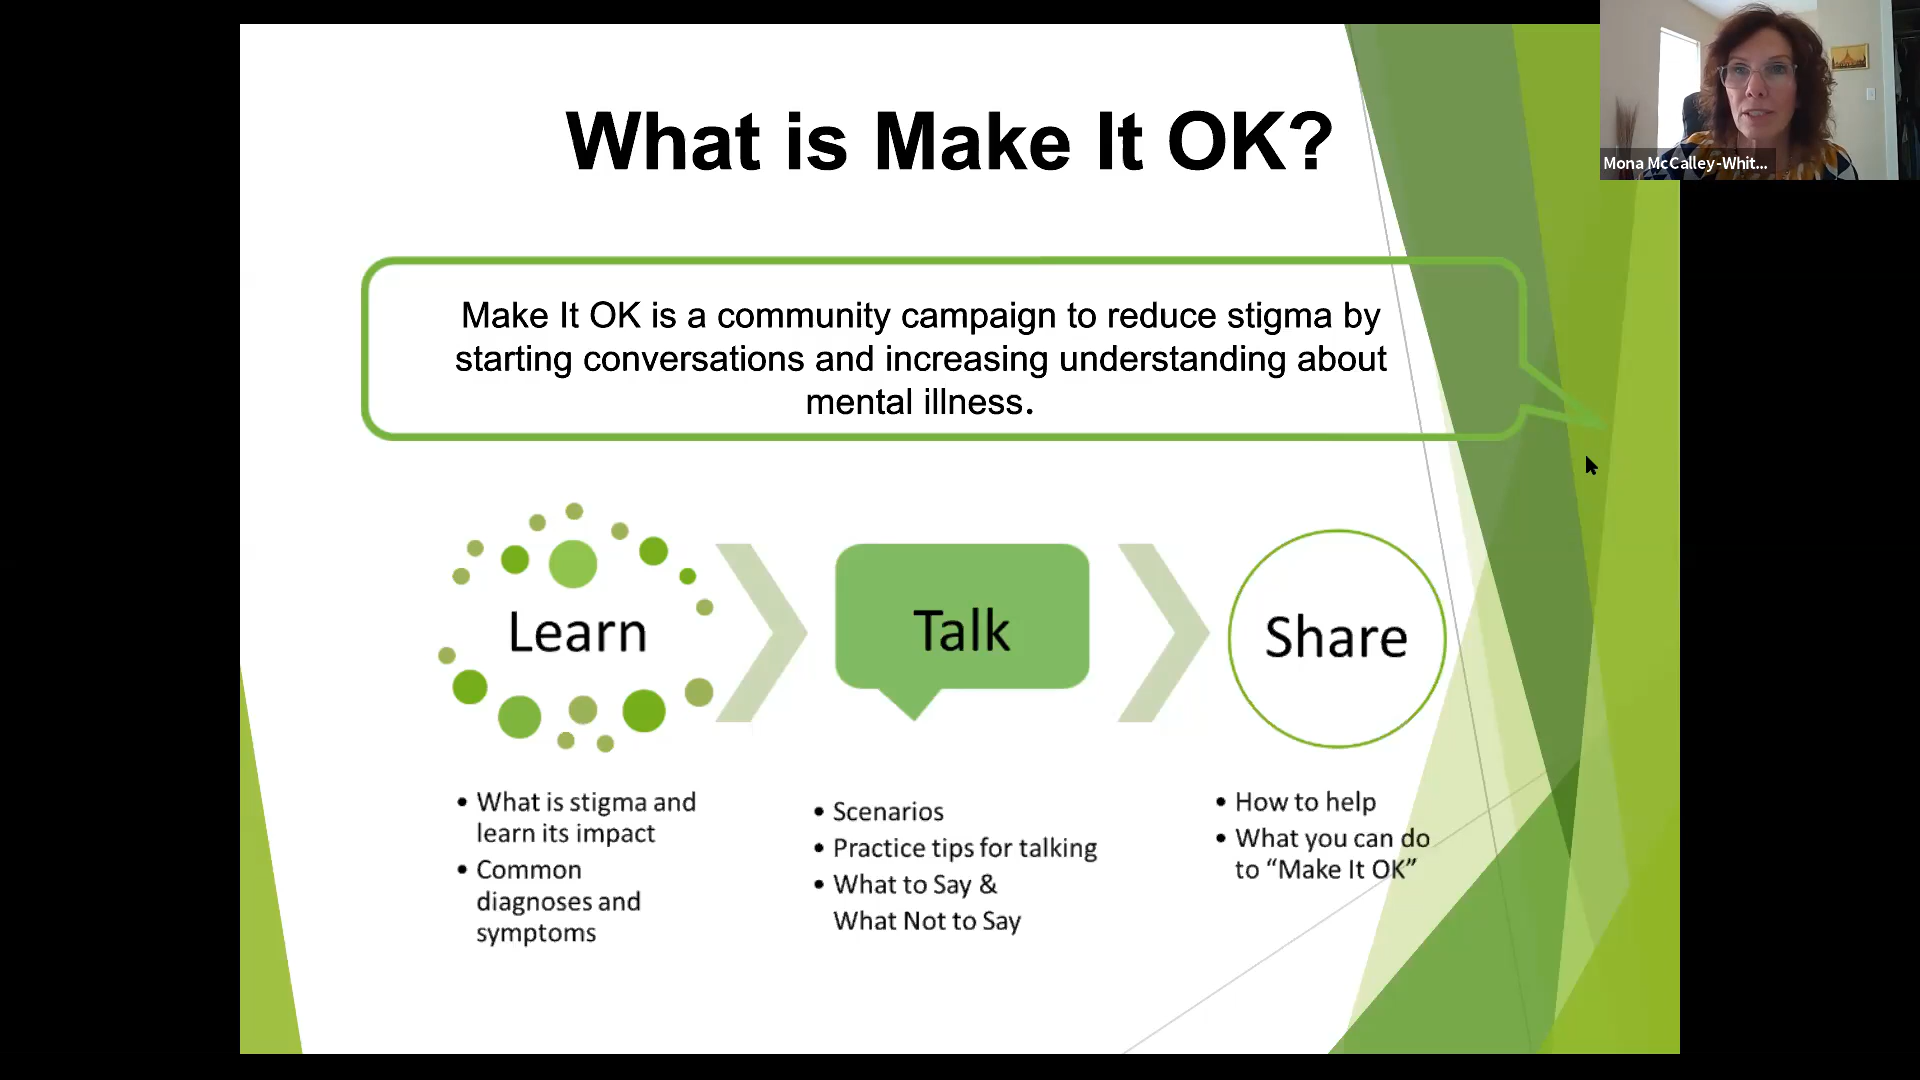 What is Make It OK?
Mona McCalley-Whit...
Make It OK is a community campaign to reduce stigma by
starting conversations and increasing understanding about
mental illness.
Learn
Talk
Share
• What is stigma and
learn its impact
• Common
diagnoses and
symptoms
• Scenarios
• Practice tips for talking
• What to Say &
What Not to Say
• How to help
• What you can do
to “Make It OK”